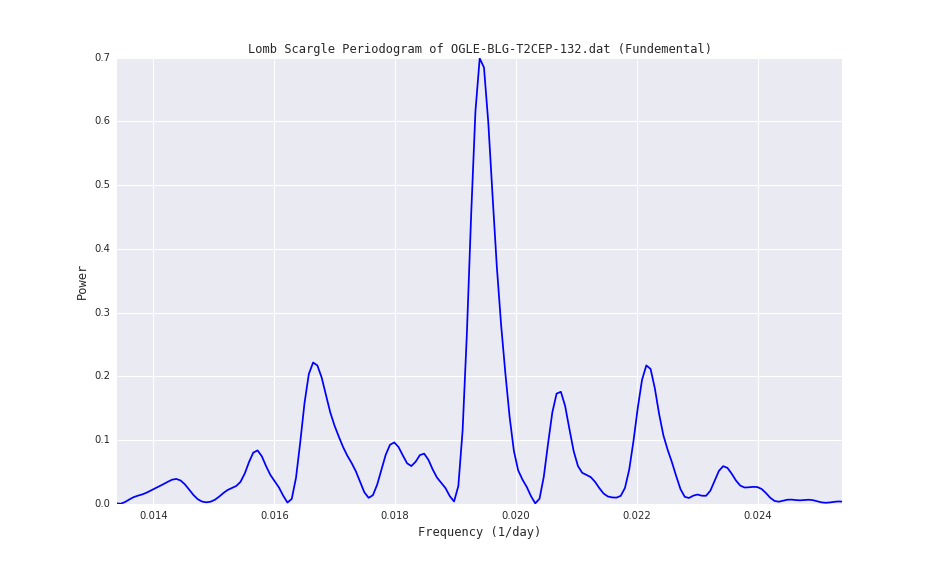 Lomb Scargle Periodogram of OGLE-BLG-T2CEP-132.dat (Fundemental)
0.7
0.6
0.5
0.4
0.3
0.2
0.1
0.0
Power
0.014 0.016 0.018 0.020 0.022 0.024
Frequency (1/day)